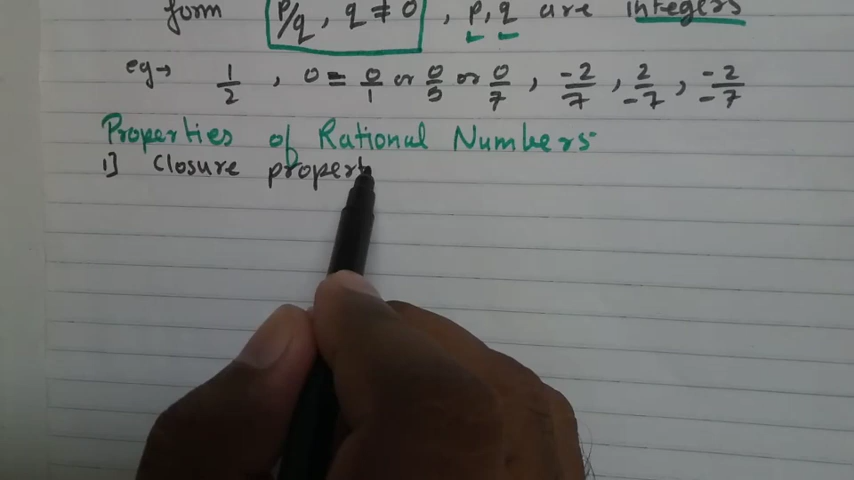 form p/q, q ≠ 0, p, q are integers
eg→ 1/2, 0 = 0/1 or 0/5 or 0/7, -2/7, 2/-7, -2/-7
Properties of Rational Numbers
1] Closure propert